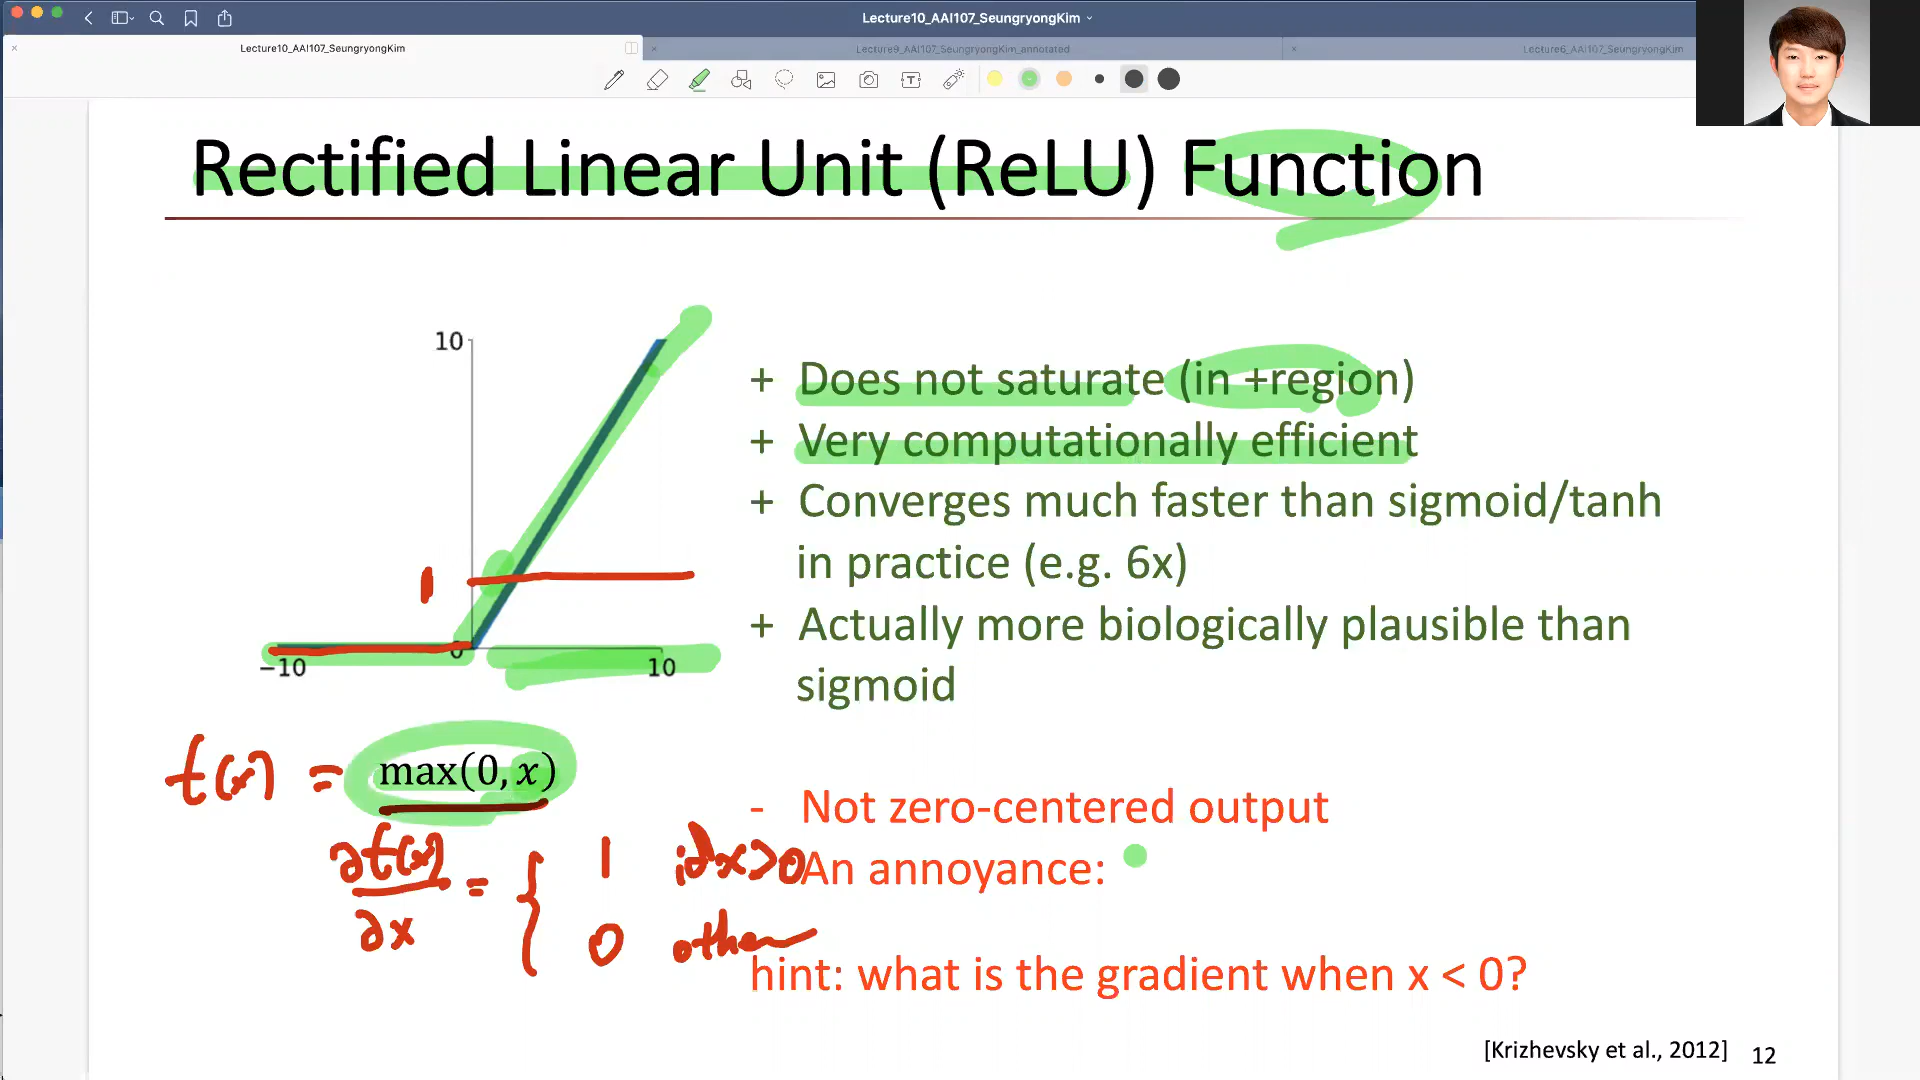 Lecture10_AAI107_SeungryongKim
Lecture10_AAI107_SeungryongKim
Lecture9_AAI107_SeungryongKim_annotated
Lecture6_AAI107_SeungryongKim
Rectified Linear Unit (ReLU) Function
10
1
0
−10
10
+ Does not saturate (in +region)
+ Very computationally efficient
+ Converges much faster than sigmoid/tanh
in practice (e.g. 6x)
+ Actually more biologically plausible than
sigmoid
f(x) = max(0, x)
∂f(x)
∂x
= { 1 if x>0
0 other
- Not zero-centered output
An annoyance:
hint: what is the gradient when x < 0?
[Krizhevsky et al., 2012]
12